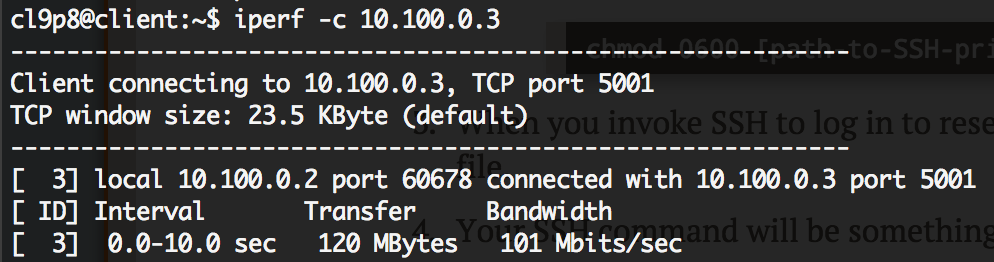 cl9p8@client:~$ iperf -c 10.100.0.3
------------------------------------------------------------
chmod 0600 [path-to-SSH-pri
Client connecting to 10.100.0.3, TCP port 5001
TCP window size: 23.5 KByte (default)
3. When you invoke SSH to log in to rese
------------------------------------------------------------
file
[  3] local 10.100.0.2 port 60678 connected with 10.100.0.3 port 5001
[ ID] Interval       Transfer     Bandwidth
4. Your SSH command will be something
[  3]  0.0-10.0 sec   120 MBytes   101 Mbits/sec